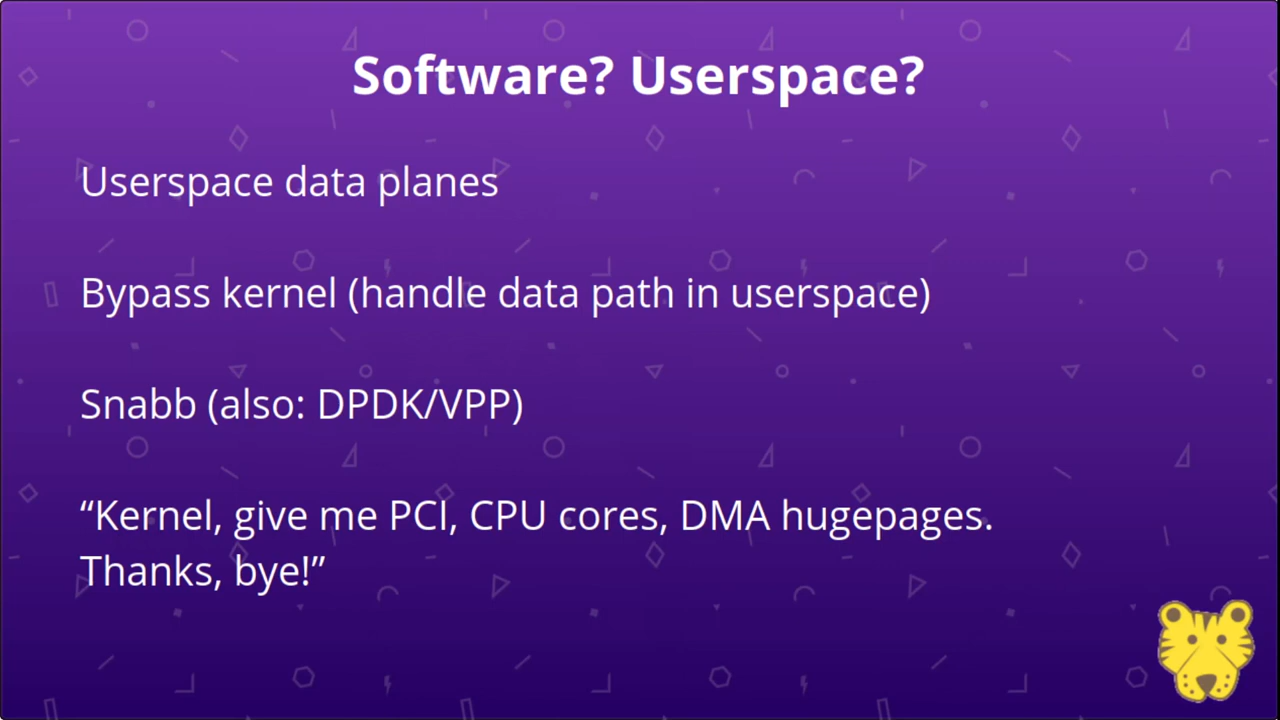 Software? Userspace?
Userspace data planes
Bypass kernel (handle data path in userspace)
Snabb (also: DPDK/VPP)
“Kernel, give me PCI, CPU cores, DMA hugepages.
Thanks, bye!”